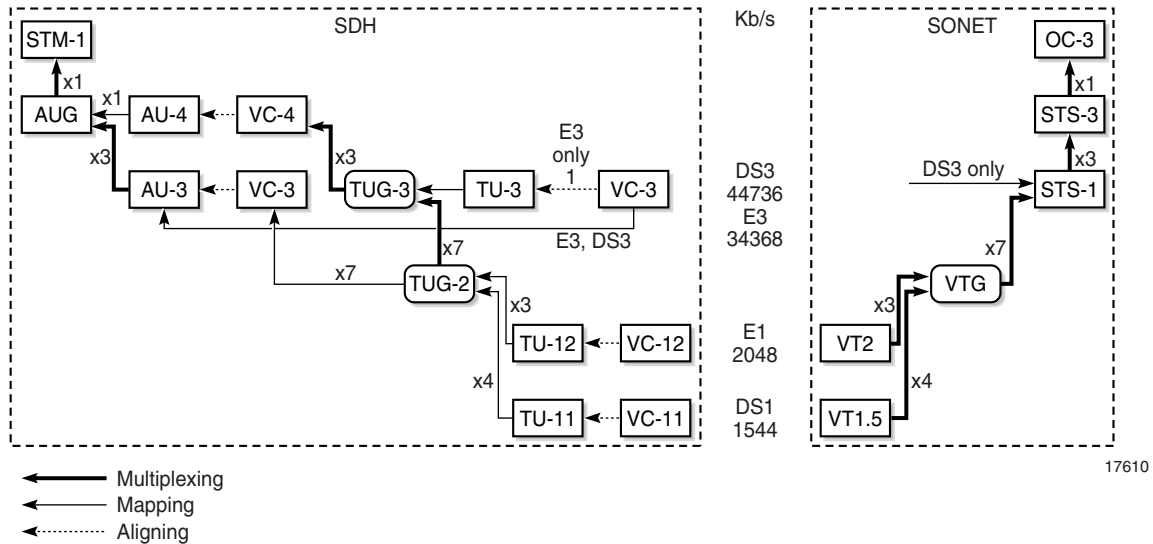 SDH
Kb/s
SONET
STM-1
OC-3
x1
x1
x1
AUG
AU-4
VC-4
STS-3
E3
only
1
x3
x3
x3
DS3 only
AU-3
VC-3
TUG-3
TU-3
VC-3
DS3
44736
E3
34368
STS-1
E3, DS3
x7
x7
x7
TUG-2
VTG
x3
x3
TU-12
VC-12
E1
2048
VT2
x4
x4
TU-11
VC-11
DS1
1544
VT1.5
17610
Multiplexing
Mapping
Aligning